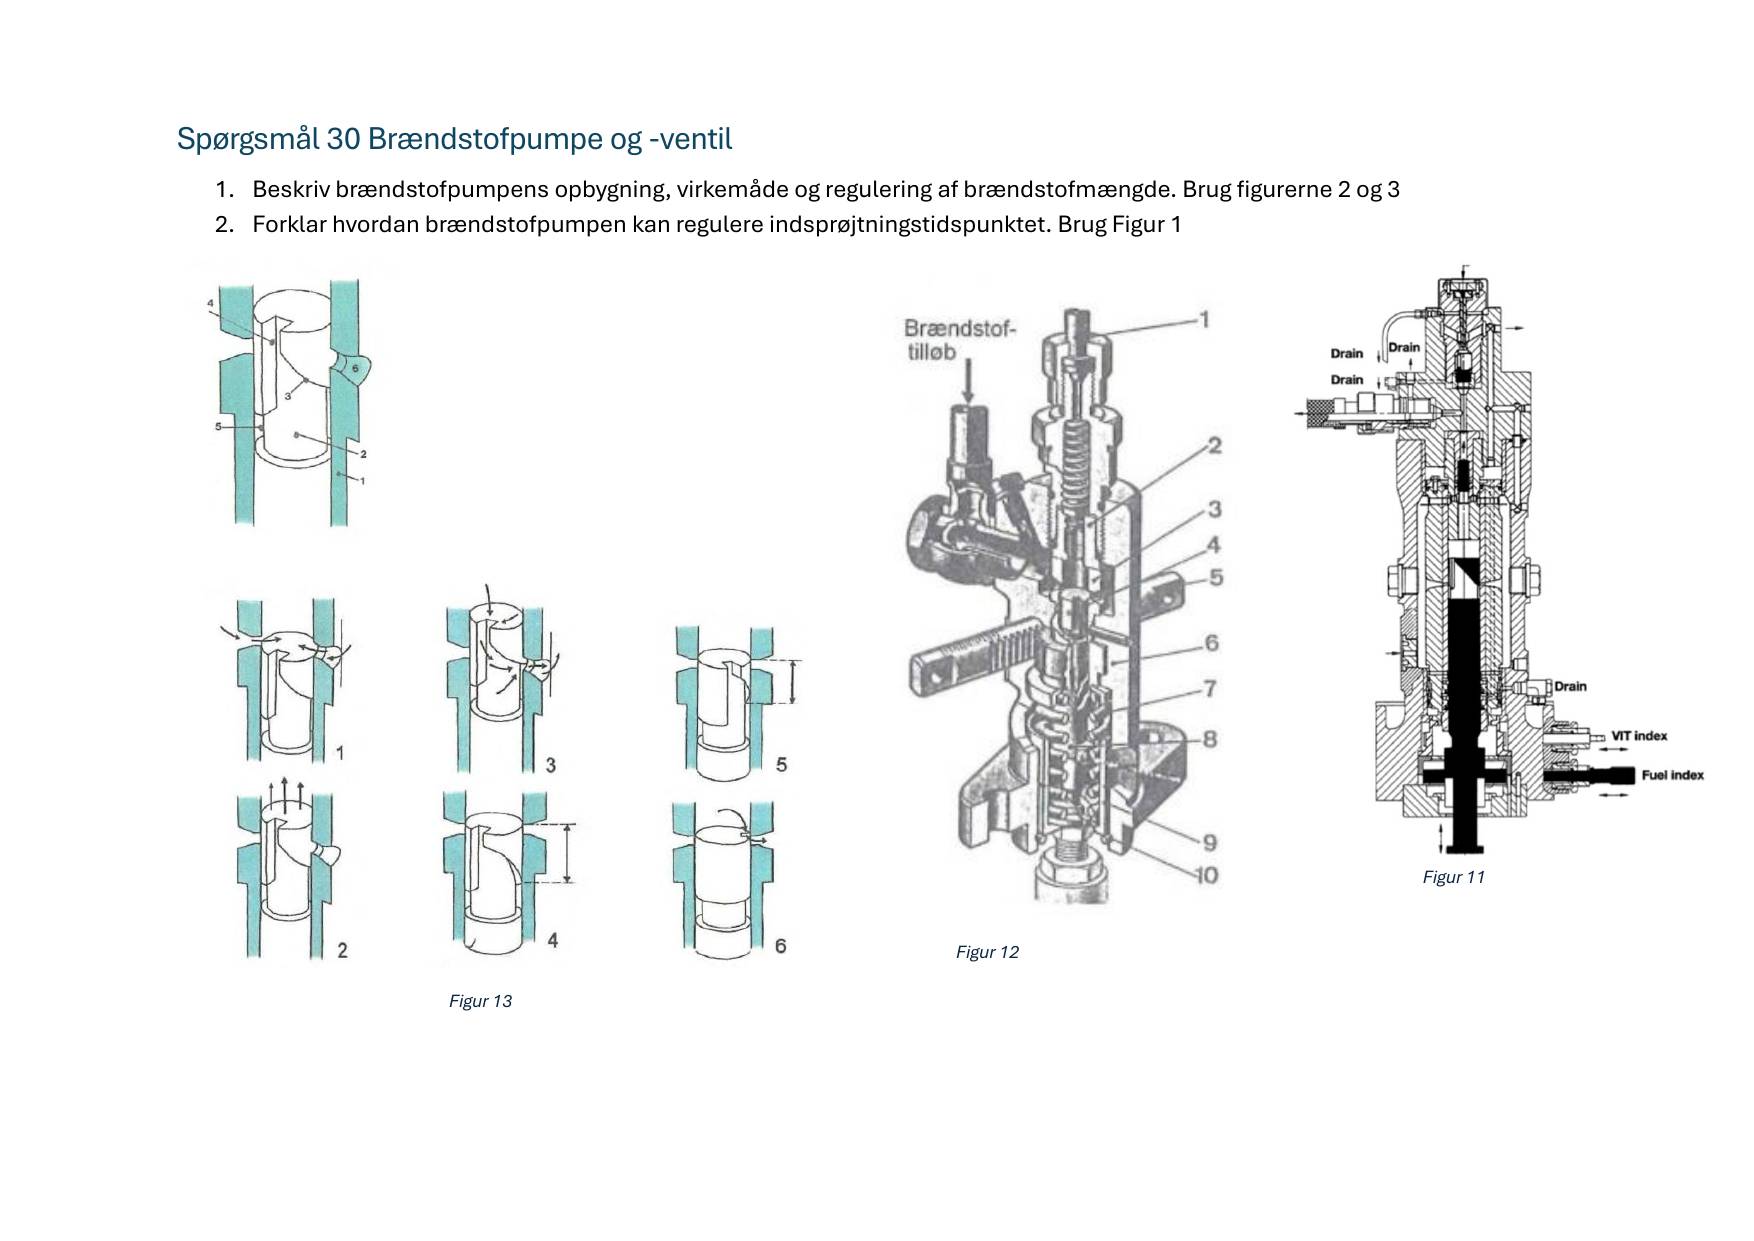 Spørgsmål 30 Brændstofpumpe og -ventil
1. Beskriv brændstofpumpens opbygning, virkemåde og regulering af brændstofmængde. Brug figurerne 2 og 3
2. Forklar hvordan brændstofpumpen kan regulere indsprøjtningstidspunktet. Brug Figur 1
4
6
3
5
2
1
1
3
5
2
4
6
Figur 13
Brændstof-
tilløb
1
2
3
4
5
6
7
8
9
10
Figur 12
Drain
Drain
Drain
Drain
VIT index
Fuel index
Figur 11